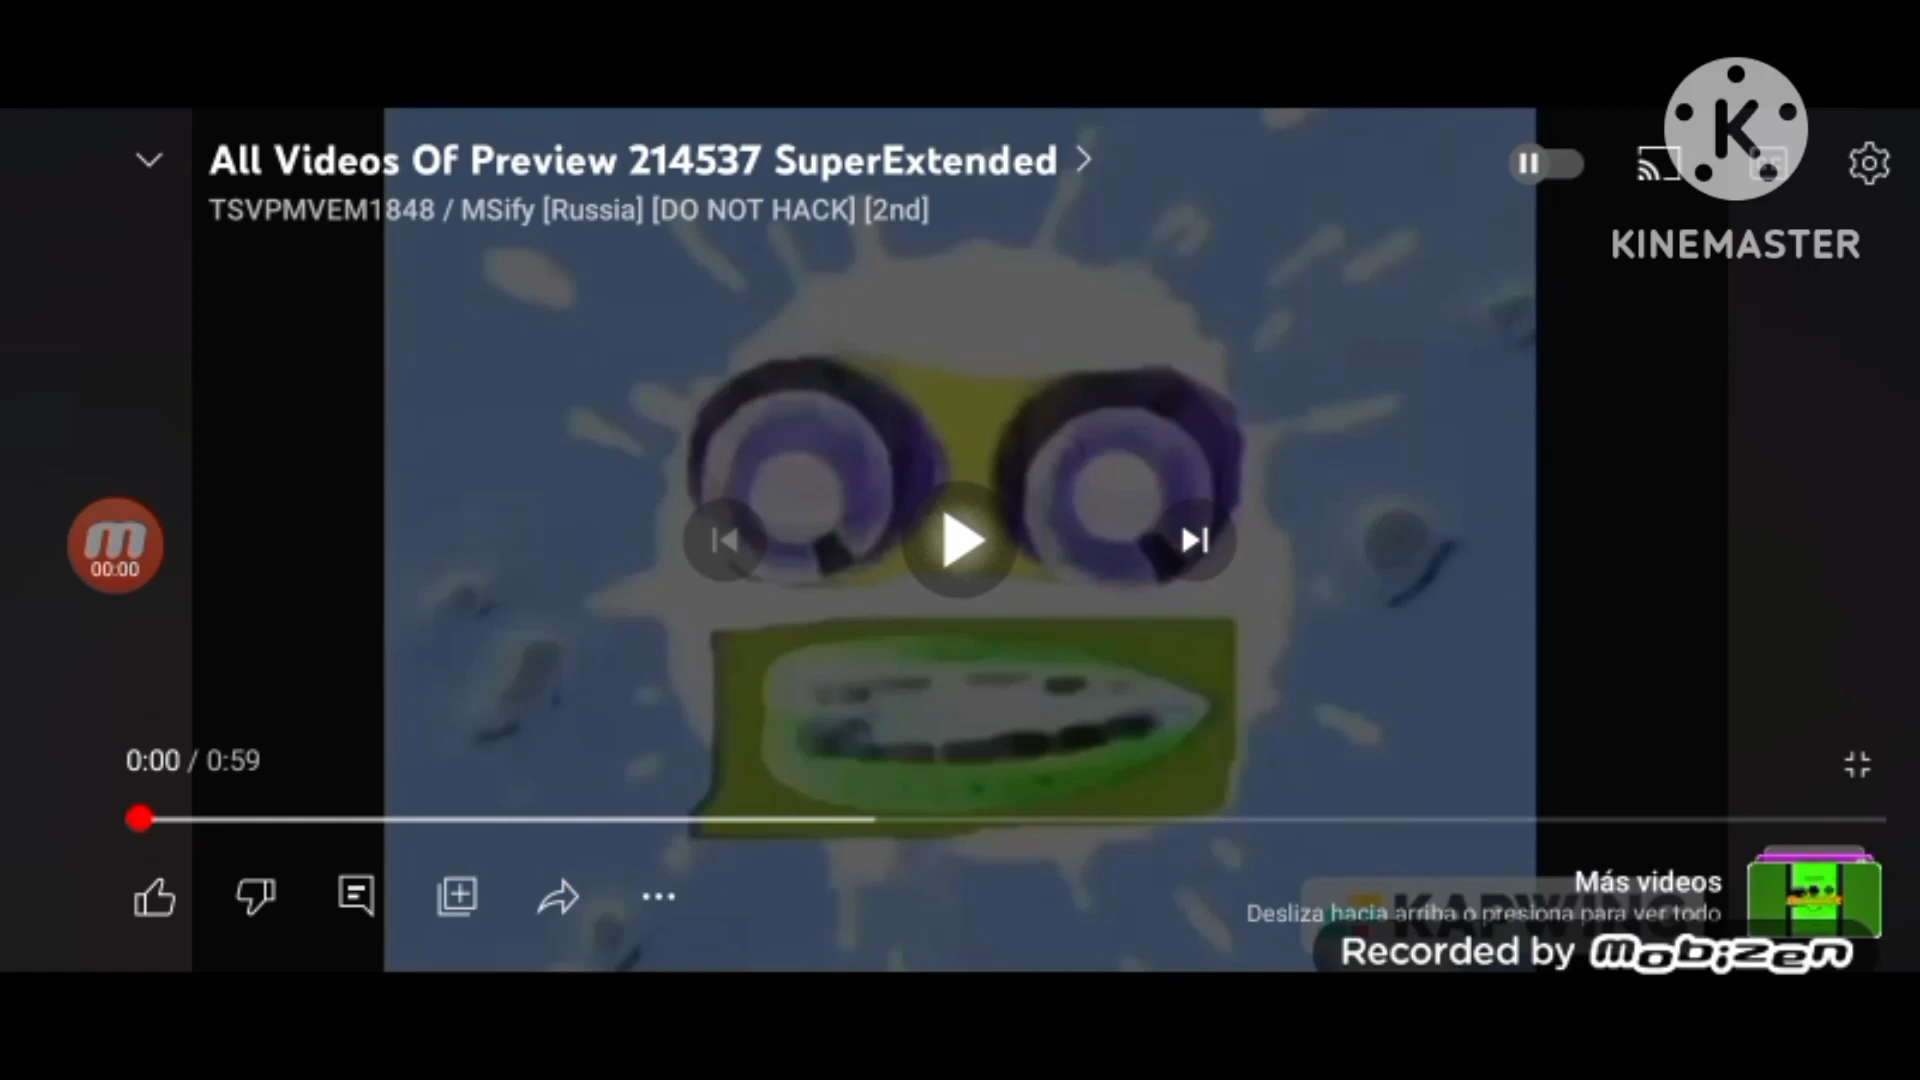 All Videos Of Preview 214537 SuperExtended
TSVPMVEM1848 / MSify [Russia] [DO NOT HACK] [2nd]
K
KINEMASTER
m
00:00
0:00 / 0:59
Más videos
Desliza hacia arriba o presiona para ver todo
KAPWING
Recorded by mobizen